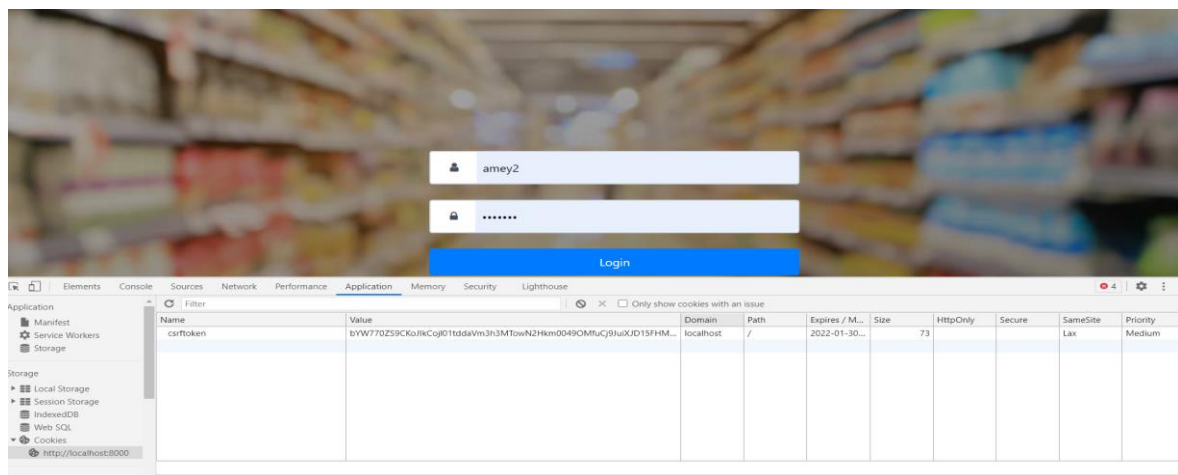 amey2
•••••••
Login
Elements Console Sources Network Performance Application Memory Security Lighthouse 4
Application
Manifest
Service Workers
Storage
Storage
Local Storage
Session Storage
IndexedDB
Web SQL
Cookies
http://localhost:8000
Filter Only show cookies with an issue
Name Value Domain Path Expires / M... Size HttpOnly Secure SameSite Priority
csrftoken localhost / 2022-01-30... 73 Lax Medium